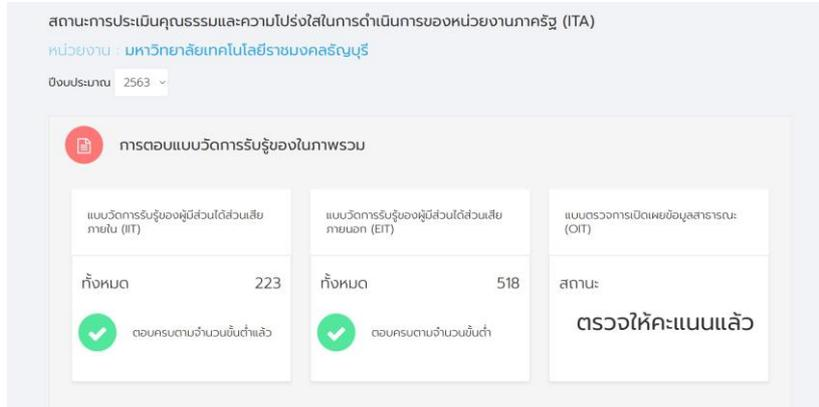 สถานะการประเมินคุณธรรมและความโปร่งใสในการดำเนินการของหน่วยงานภาครัฐ (ITA)
หน่วยงาน : มหาวิทยาลัยเทคโนโลยีราชมงคลธัญบุรี
ปีงบประมาณ 2563
การตอบแบบวัดการรับรู้ของในภาพรวม
แบบวัดการรับรู้ของผู้มีส่วนได้ส่วนเสีย
ภายใน (IIT)
ทั้งหมด 223
ตอบครบตามจำนวนขั้นต่ำแล้ว
แบบวัดการรับรู้ของผู้มีส่วนได้ส่วนเสีย
ภายนอก (EIT)
ทั้งหมด 518
ตอบครบตามจำนวนขั้นต่ำ
แบบตรวจการเปิดเผยข้อมูลสาธารณะ
(OIT)
สถานะ
ตรวจให้คะแนนแล้ว